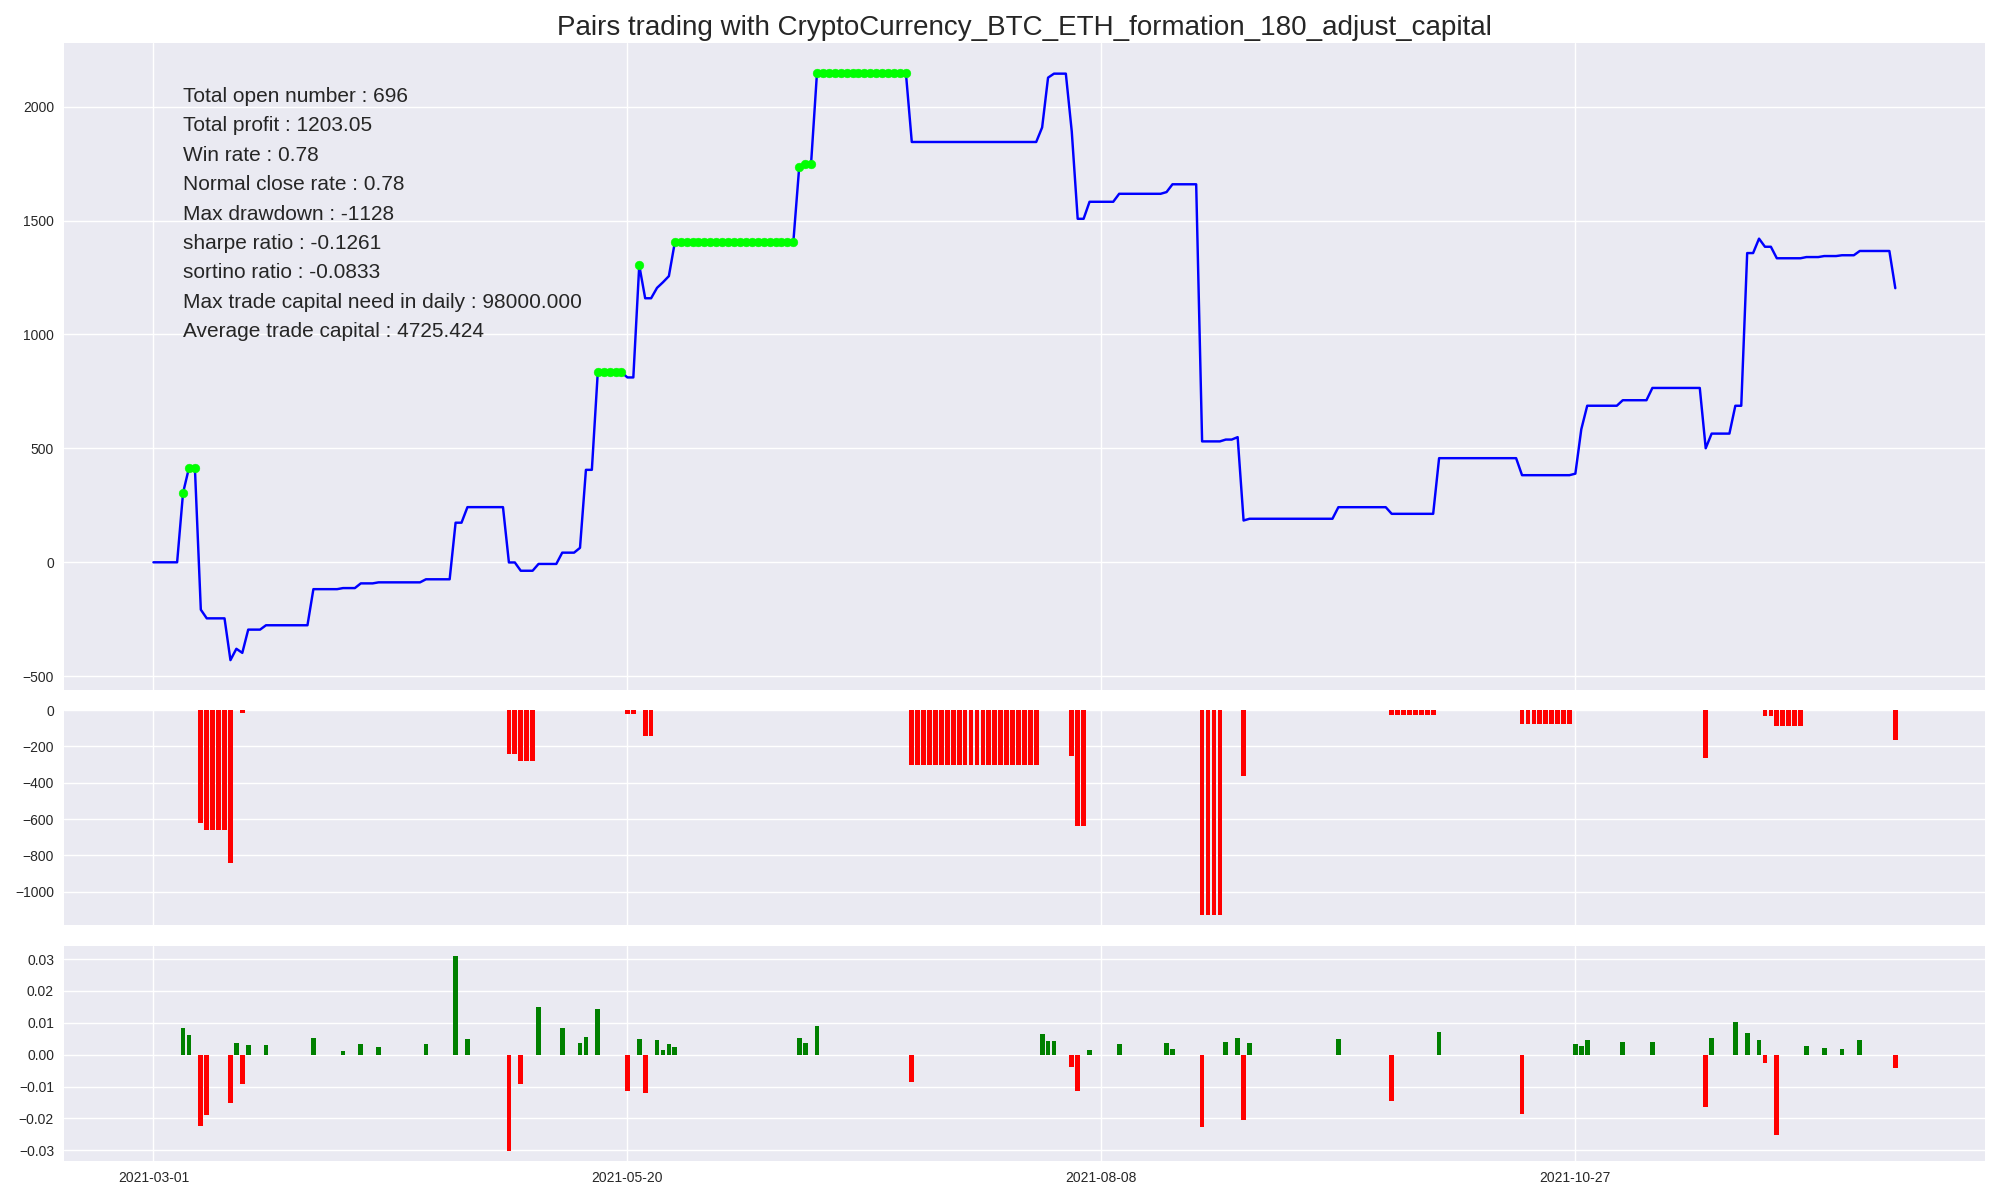 Pairs trading with CryptoCurrency_BTC_ETH_formation_180_adjust_capital
Total open number : 696
Total profit : 1203.05
Win rate : 0.78
Normal close rate : 0.78
Max drawdown : -1128
sharpe ratio : -0.1261
sortino ratio : -0.0833
Max trade capital need in daily : 98000.000
Average trade capital : 4725.424
2000
1500
1000
500
0
−500
0
−200
−400
−600
−800
−1000
0.03
0.02
0.01
0.00
−0.01
−0.02
−0.03
2021-03-01
2021-05-20
2021-08-08
2021-10-27